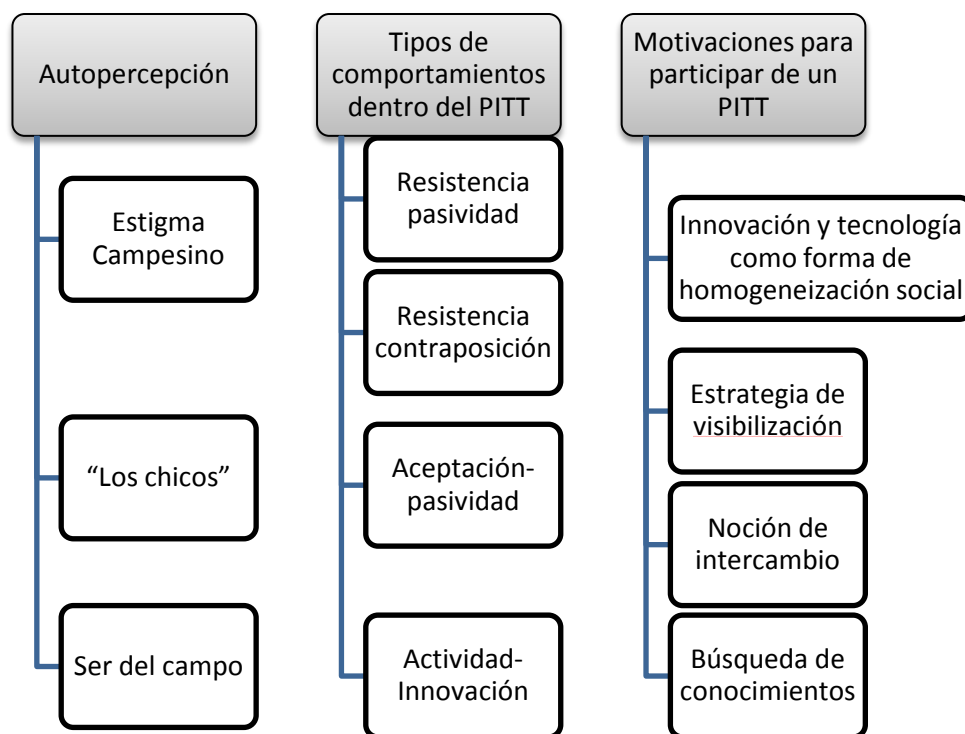 Autopercepción
Estigma
Campesino
“Los chicos”
Ser del campo
Tipos de
comportamientos
dentro del PITT
Resistencia
pasividad
Resistencia
contraposición
Aceptación-
pasividad
Actividad-
Innovación
Motivaciones para
participar de un
PITT
Innovación y tecnología
como forma de
homogeneización social
Estrategia de
visibilización
Noción de
intercambio
Búsqueda de
conocimientos